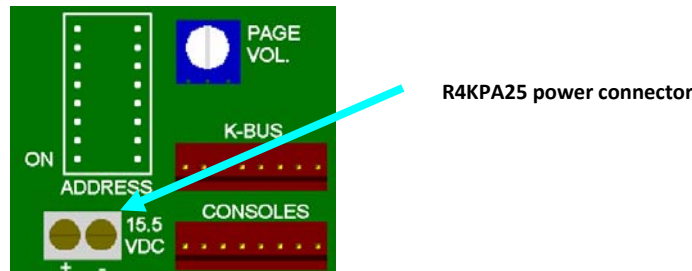 PAGE
VOL.
R4KPA25 power connector
K-BUS
ON
ADDRESS
CONSOLES
15.5
VDC
+ -